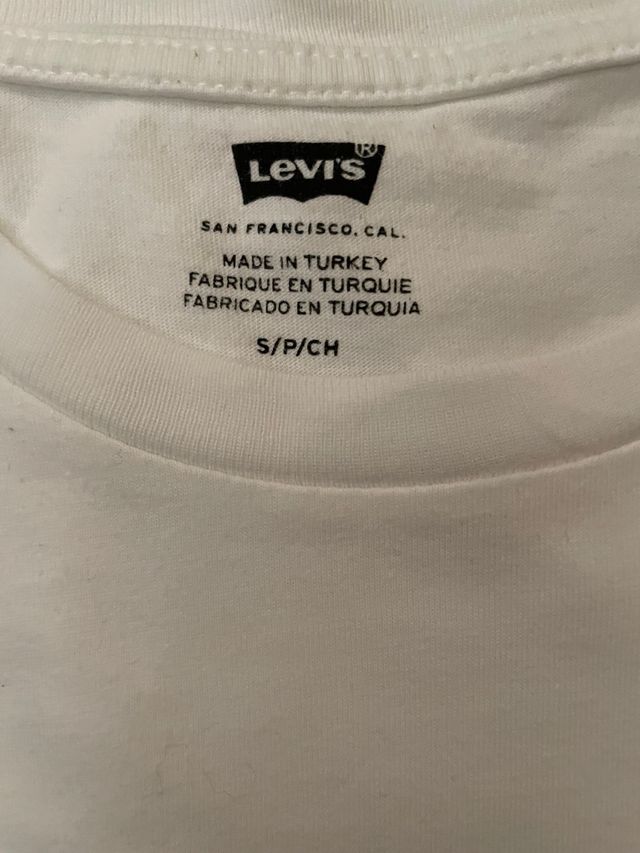 Levi's®
SAN FRANCISCO, CAL.
MADE IN TURKEY
FABRIQUE EN TURQUIE
FABRICADO EN TURQUIA
S/P/CH